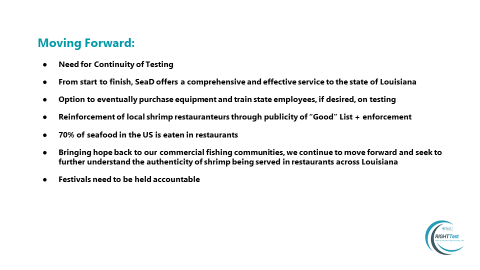 Moving Forward:
● Need for Continuity of Testing
● From start to finish, SeaD offers a comprehensive and effective service to the state of Louisiana
● Option to eventually purchase equipment and train state employees, if desired, on testing
● Reinforcement of local shrimp restauranteurs through publicity of “Good” List + enforcement
● 70% of seafood in the US is eaten in restaurants
● Bringing hope back to our commercial fishing communities, we continue to move forward and seek to
further understand the authenticity of shrimp being served in restaurants across Louisiana
● Festivals need to be held accountable
RIGHTTest